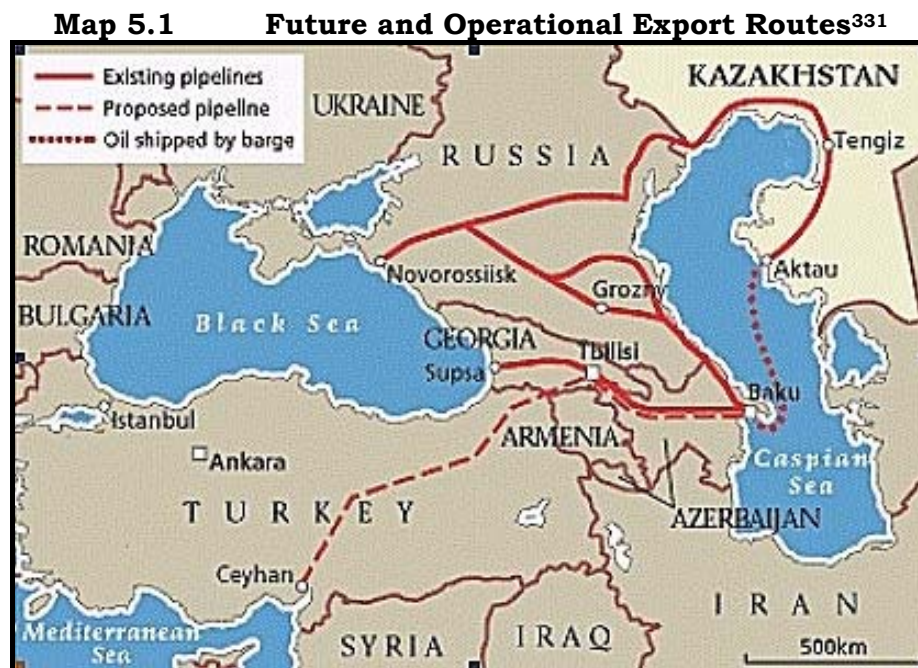 Map 5.1 Future and Operational Export Routes³³¹
Existing pipelines
Proposed pipeline
Oil shipped by barge
UKRAINE
KAZAKHSTAN
RUSSIA
Tengiz
ROMANIA
Novorossiisk
Aktau
Grozny
BULGARIA
Black Sea
GEORGIA
Tbilisi
Supsa
Baku
Istanbul
ARMENIA
Ankara
Caspian
Sea
TURKEY
AZERBAIJAN
Ceyhan
IRAN
Mediterranean
Sea
SYRIA
IRAQ
500km